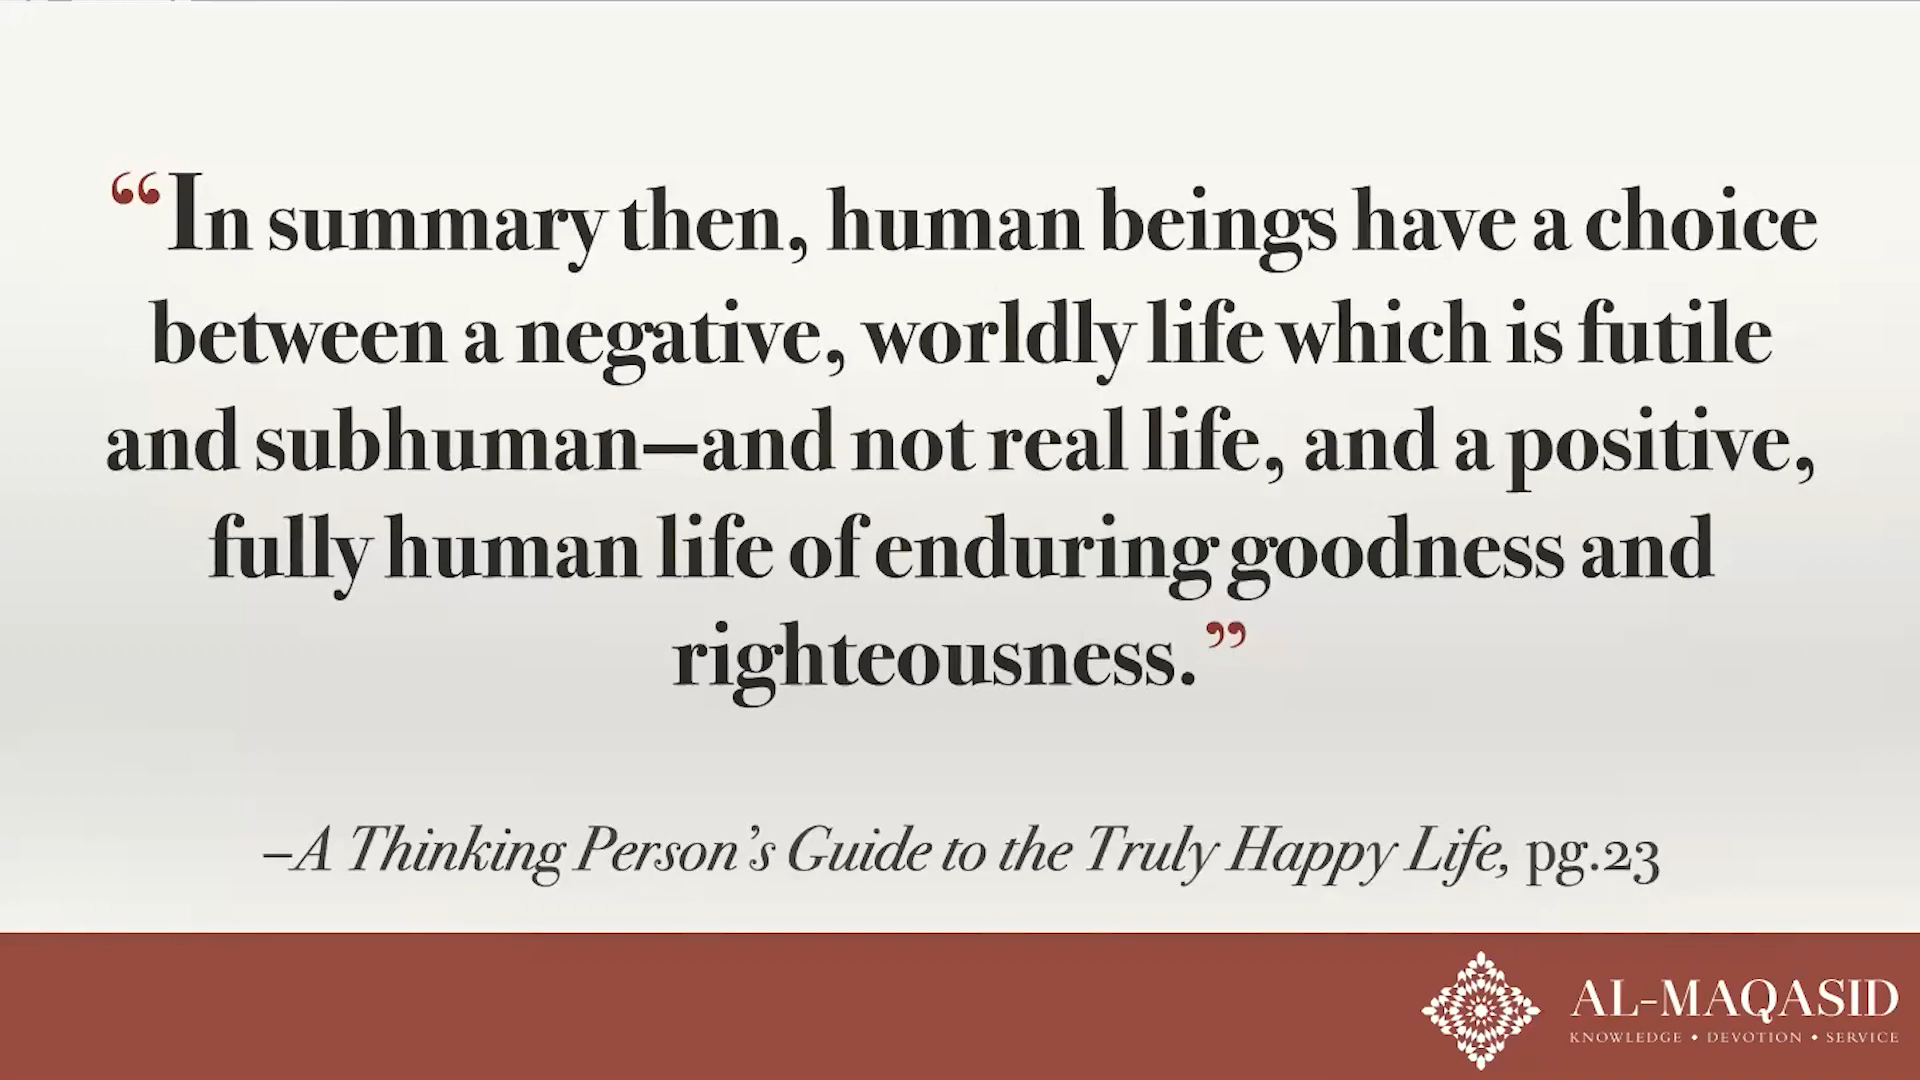 “In summary then, human beings have a choice
between a negative, worldly life which is futile
and subhuman—and not real life, and a positive,
fully human life of enduring goodness and
righteousness.”
–A Thinking Person’s Guide to the Truly Happy Life, pg.23
AL-MAQASID
KNOWLEDGE • DEVOTION • SERVICE